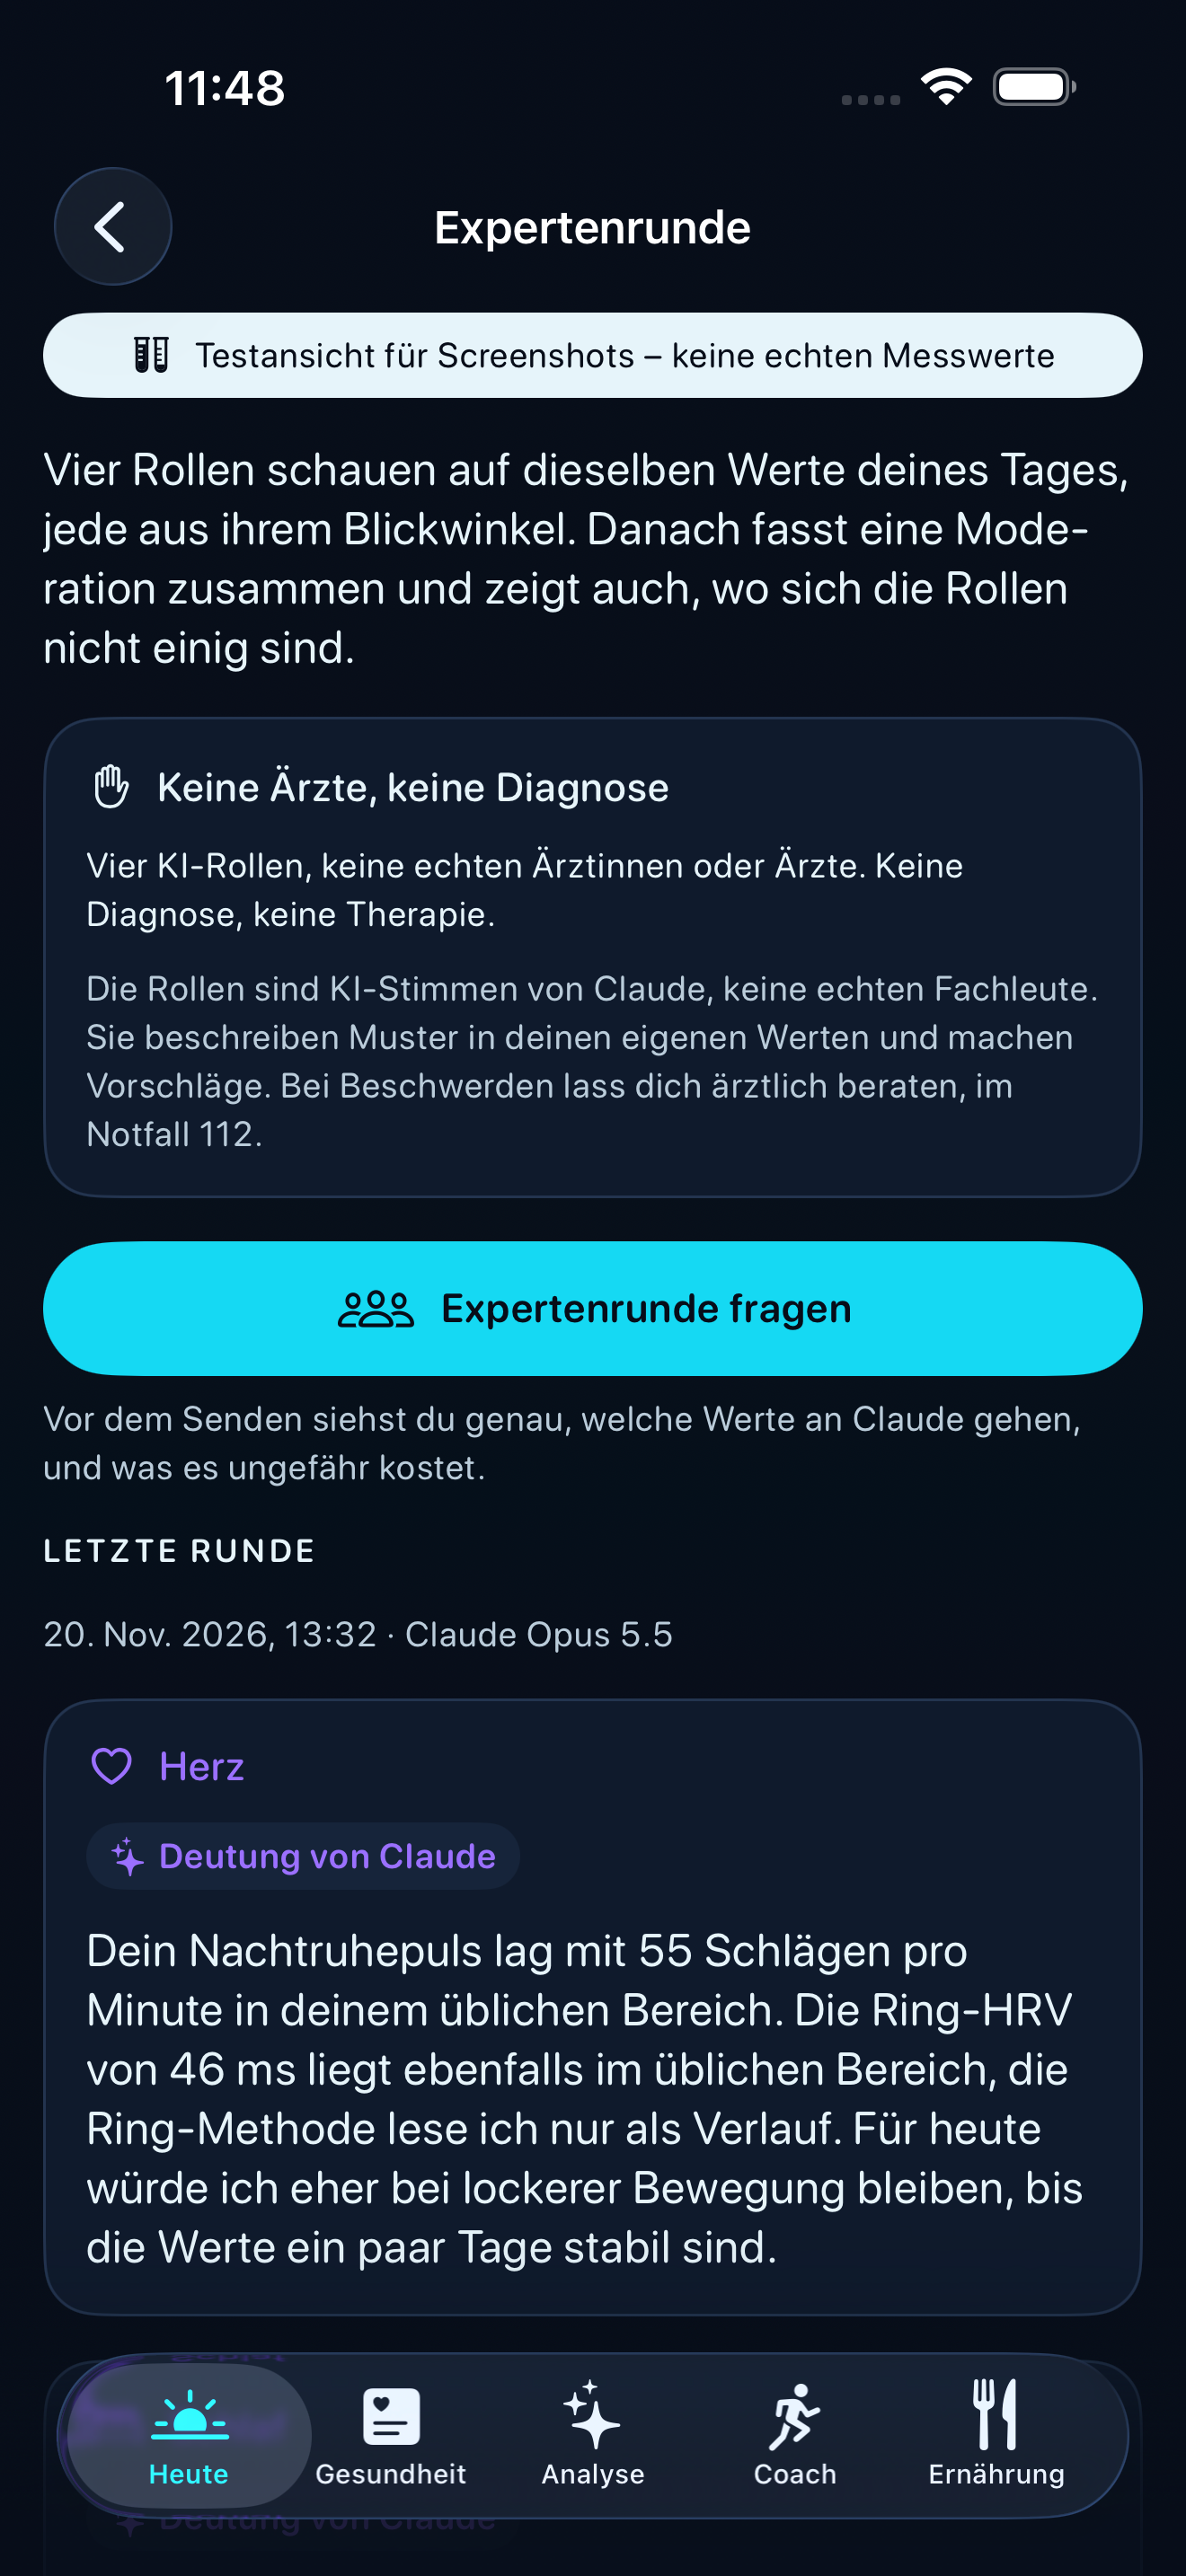 11:48
Expertenrunde
Testansicht für Screenshots – keine echten Messwerte
Vier Rollen schauen auf dieselben Werte deines Tages,
jede aus ihrem Blickwinkel. Danach fasst eine Mode-
ration zusammen und zeigt auch, wo sich die Rollen
nicht einig sind.
Keine Ärzte, keine Diagnose
Vier KI-Rollen, keine echten Ärztinnen oder Ärzte. Keine
Diagnose, keine Therapie.
Die Rollen sind KI-Stimmen von Claude, keine echten Fachleute.
Sie beschreiben Muster in deinen eigenen Werten und machen
Vorschläge. Bei Beschwerden lass dich ärztlich beraten, im
Notfall 112.
Expertenrunde fragen
Vor dem Senden siehst du genau, welche Werte an Claude gehen,
und was es ungefähr kostet.
LETZTE RUNDE
20. Nov. 2026, 13:32 · Claude Opus 5.5
Herz
Deutung von Claude
Dein Nachtruhepuls lag mit 55 Schlägen pro
Minute in deinem üblichen Bereich. Die Ring-HRV
von 46 ms liegt ebenfalls im üblichen Bereich, die
Ring-Methode lese ich nur als Verlauf. Für heute
würde ich eher bei lockerer Bewegung bleiben, bis
die Werte ein paar Tage stabil sind.
Heute
Gesundheit
Analyse
Coach
Ernährung
Deutung von Claude